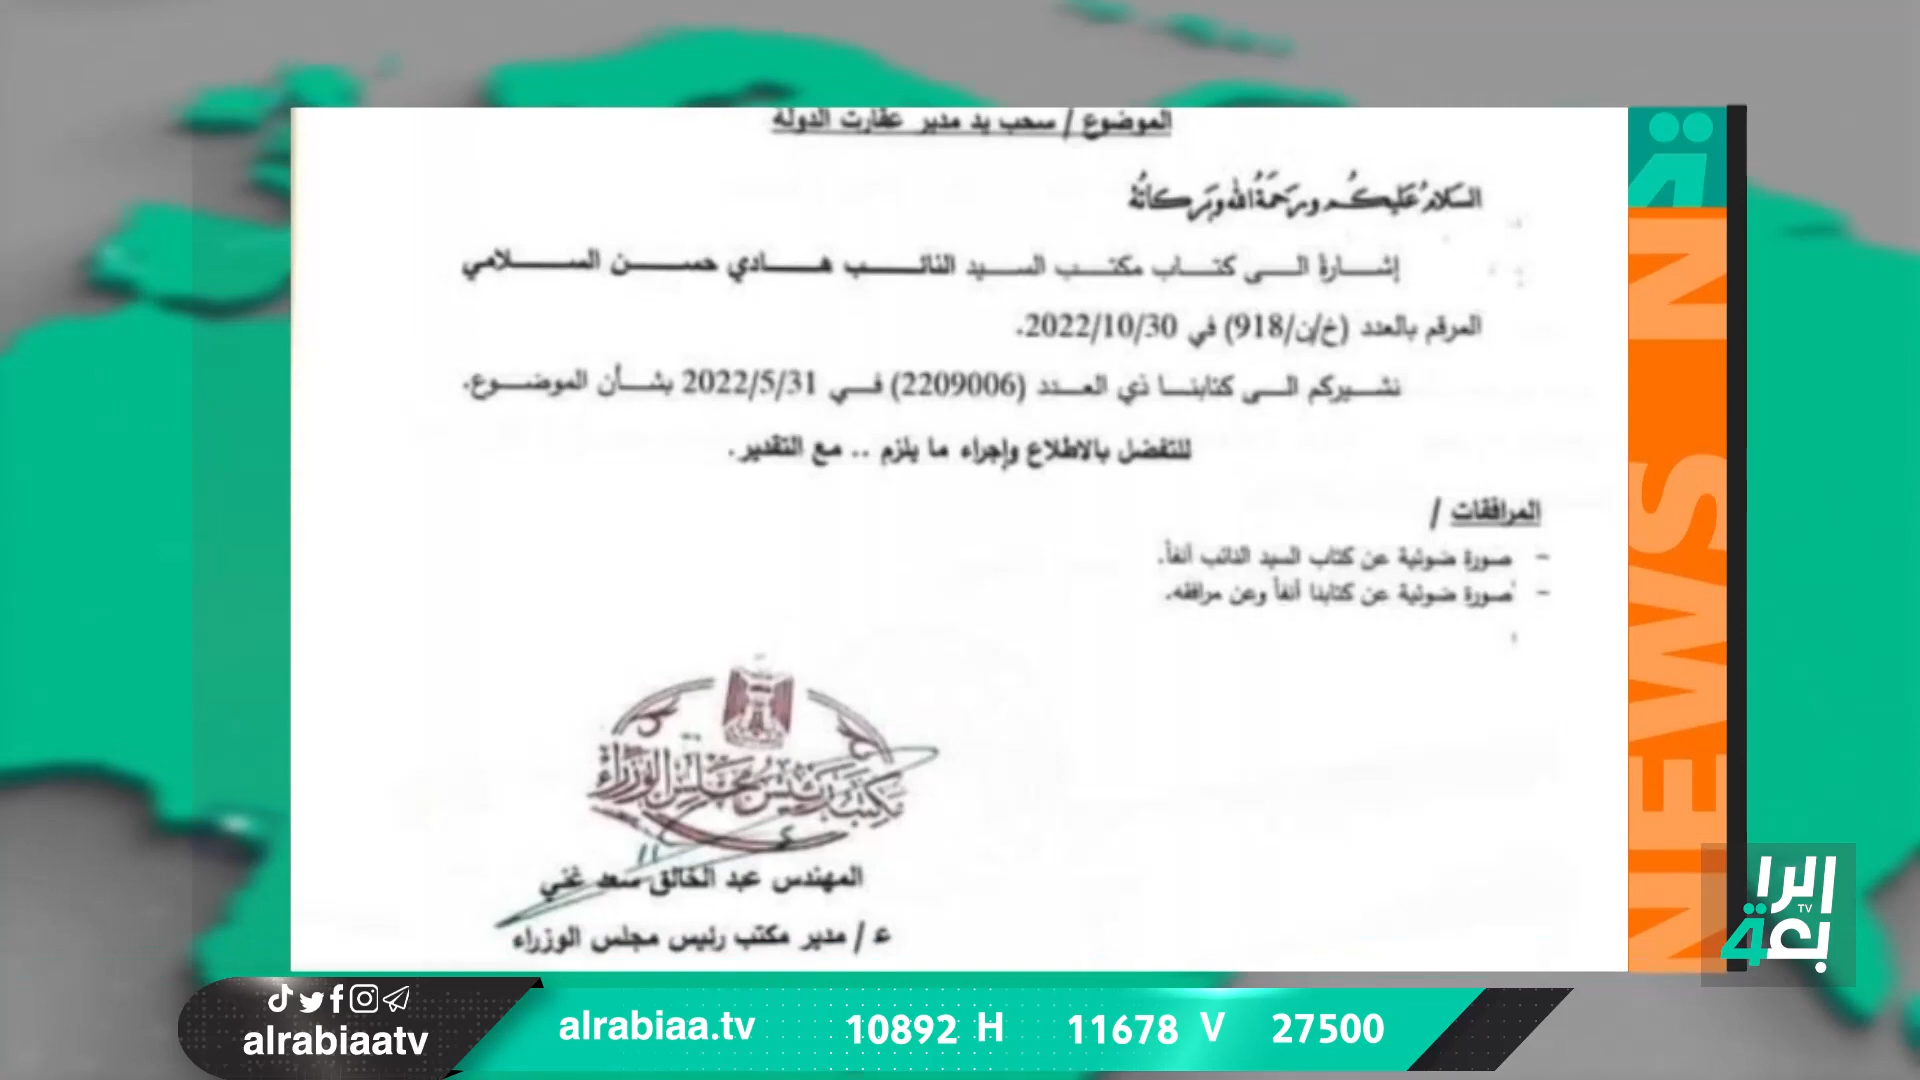 الموضوع / سحب يد مدير عقارت الدولة
السلام عليكم ورحمة الله وبركاته
إشارة الى كتاب مكتب السيد النائب هادي حسن السلامي
المرقم بالعدد (خ/ن/918) في 2022/10/30.
نشيركم الى كتابنا ذي العدد (2209006) في 2022/5/31 بشأن الموضوع.
للتفضل بالاطلاع وإجراء ما يلزم .. مع التقدير.
المرافقات /
- صورة ضوئية عن كتاب السيد النائب أنفاً.
- صورة ضوئية عن كتابنا أنفاً وعن مرافقه.
مكتب رئيس مجلس الوزراء
المهندس عبد الخالق سعد غني
ع / مدير مكتب رئيس مجلس الوزراء
NEWS N
الرابعة
TV
alrabiaatv
alrabiaa.tv 10892 H 11678 V 27500